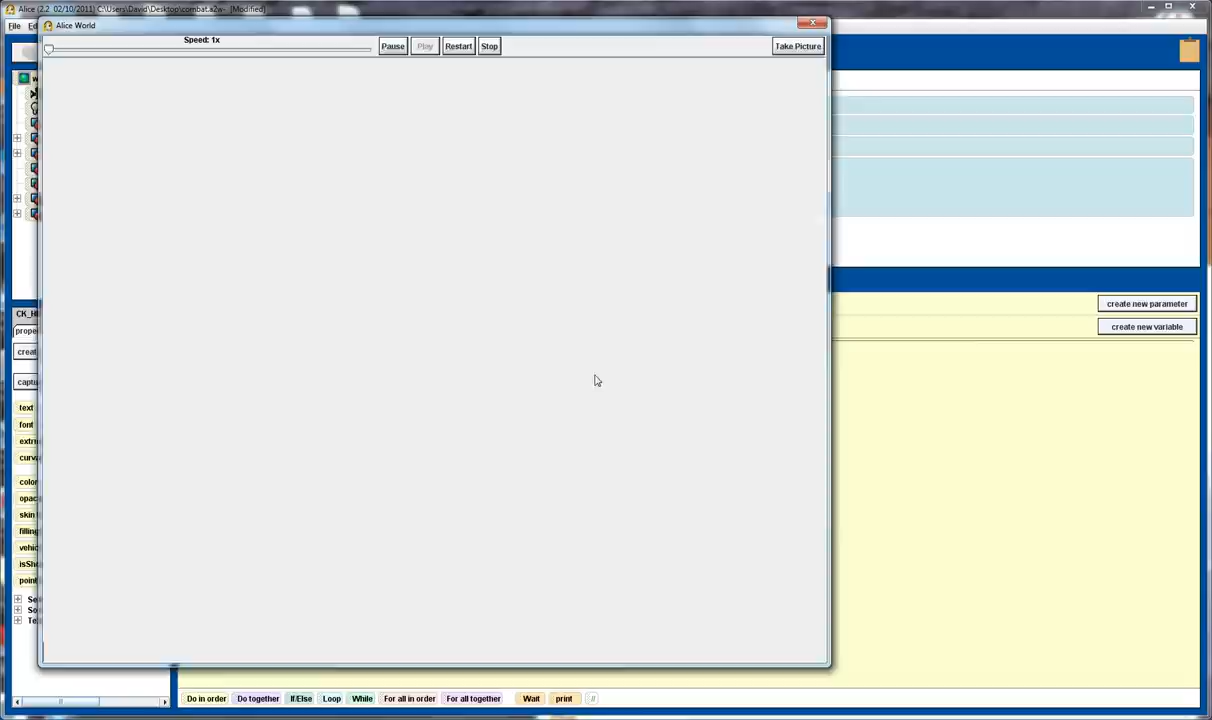 Alice (2.2 02/10/2011) C:\Users\David\Desktop\combat.a2w- [Modified]
File
Alice World
Speed: 1x
Pause Play Restart Stop Take Picture
create new parameter
create new variable
text
font
Do in order Do together If/Else Loop While For all in order For all together Wait print //